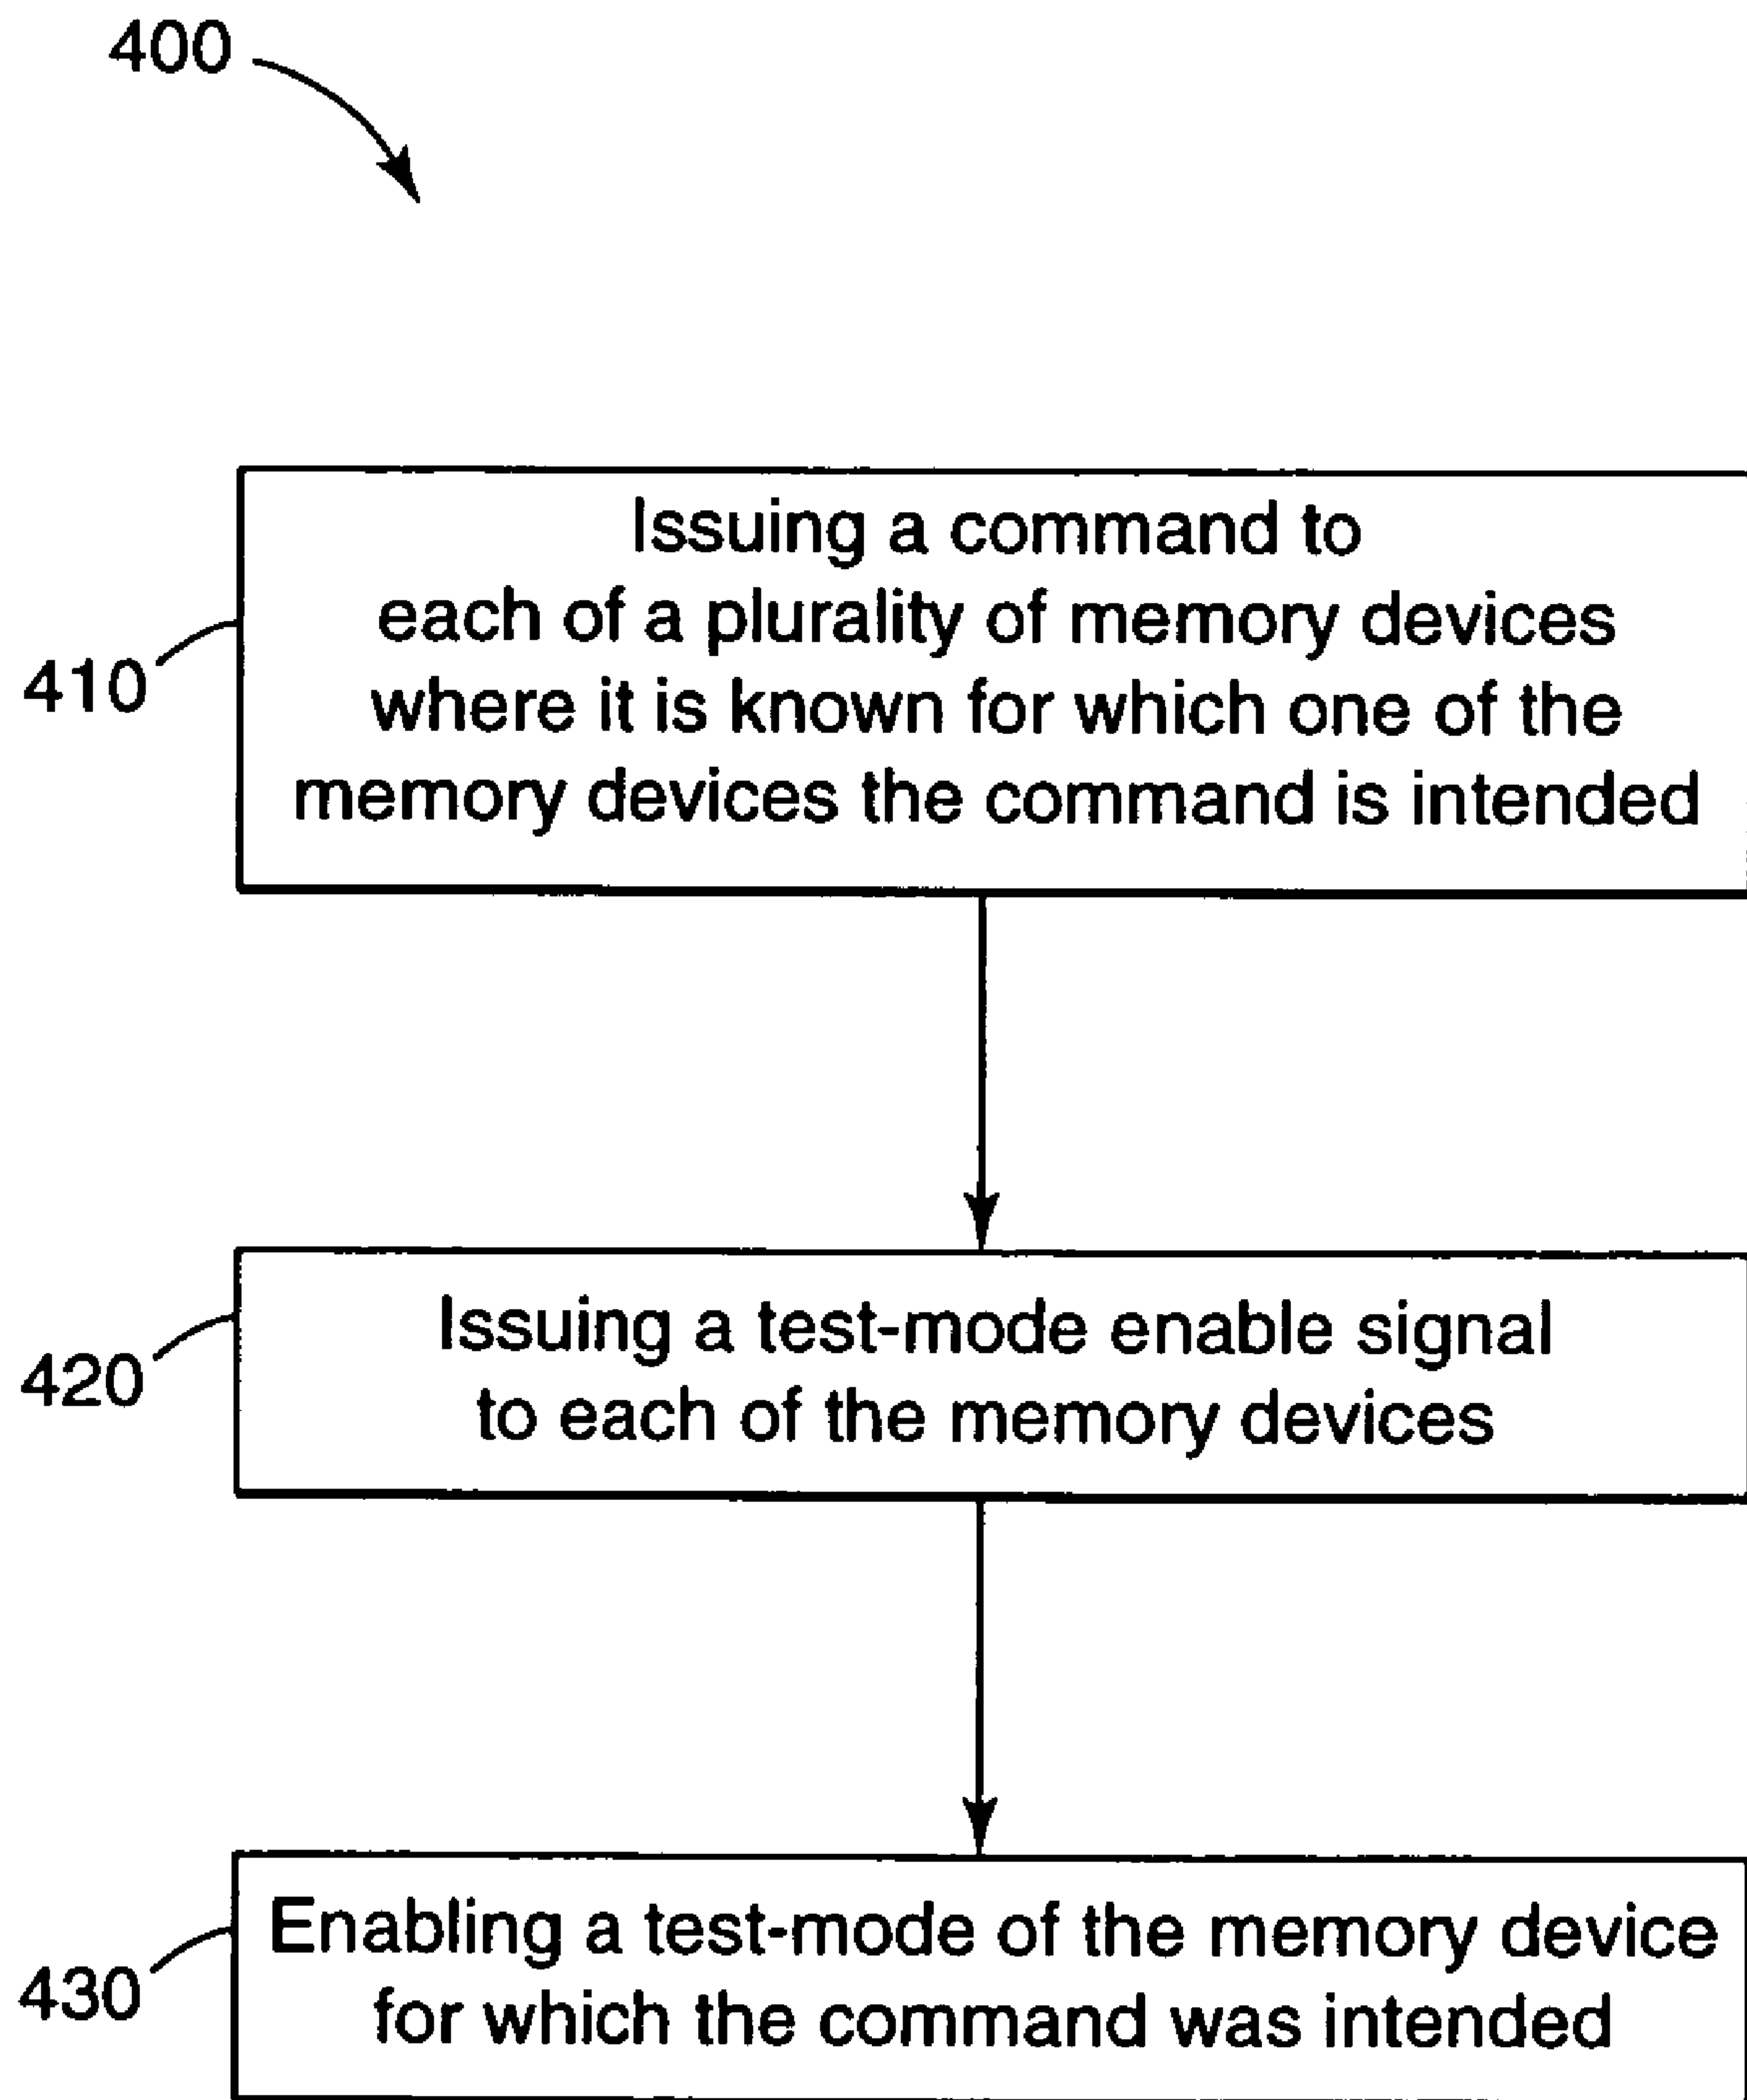 400
Issuing a command to
each of a plurality of memory devices
where it is known for which one of the
memory devices the command is intended
410
Issuing a test-mode enable signal
to each of the memory devices
420
Enabling a test-mode of the memory device
for which the command was intended
430